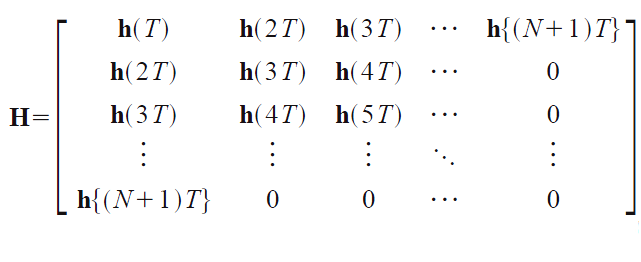 h(T) h(2T) h(3T) ⋯ h{(N+1)T}
h(2T) h(3T) h(4T) ⋯ 0
H= h(3T) h(4T) h(5T) ⋯ 0
⋮ ⋮ ⋮ ⋱ ⋮
h{(N+1)T} 0 0 ⋯ 0